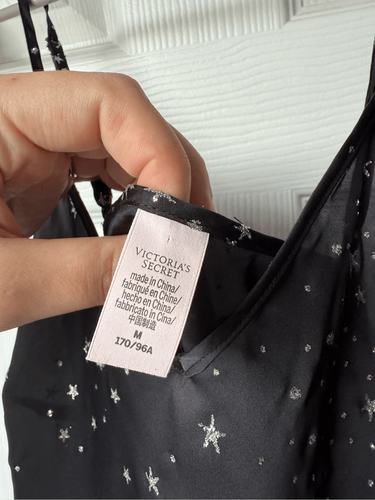 VICTORIA'S
SECRET
made in China/
fabriqué en Chine/
hecho en China/
fabbricato in Cina/
中国制造
M
170/96A